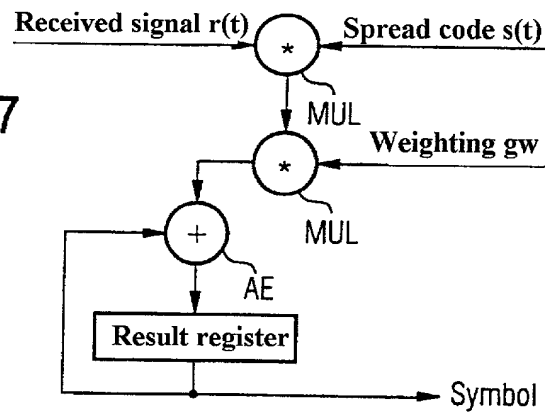 Received signal r(t)
Spread code s(t)
*
MUL
7
Weighting gw
*
MUL
+
AE
Result register
Symbol